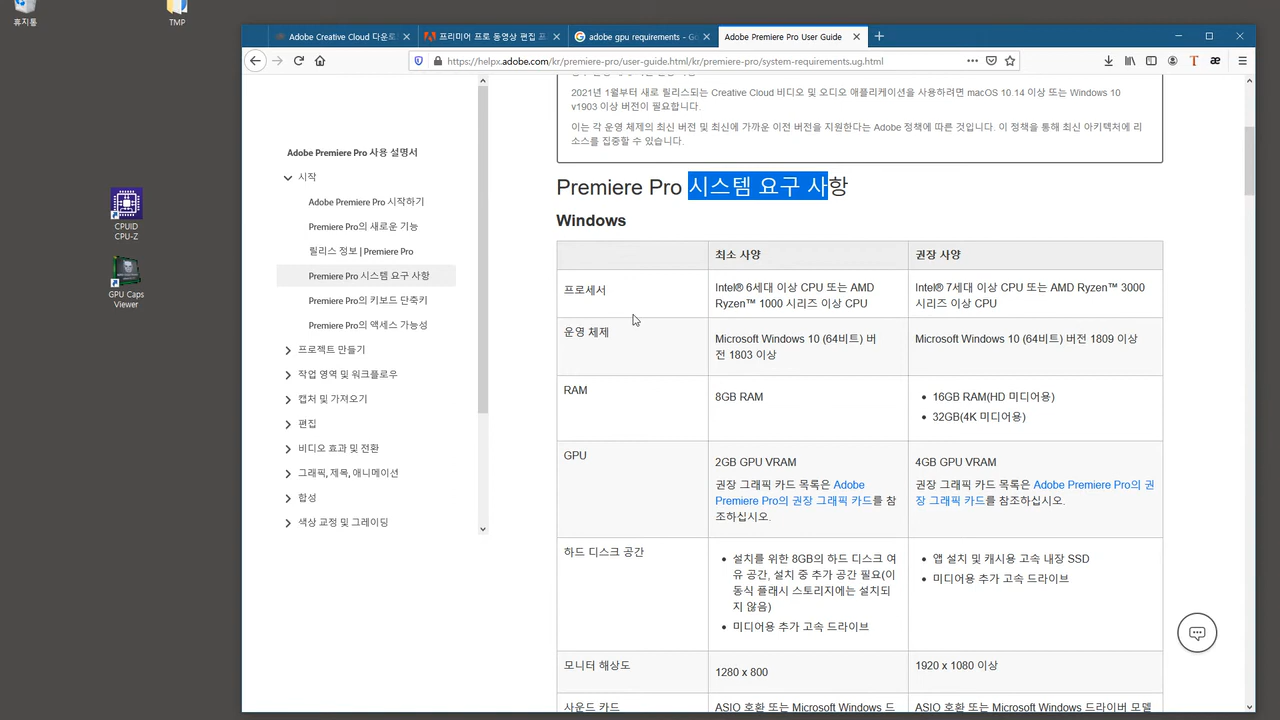 휴지통
TMP
CPUID
CPU-Z
GPU Caps
Viewer
Adobe Creative Cloud 다운로
프리미어 프로 동영상 편집 프
adobe gpu requirements - Go
Adobe Premiere Pro User Guide
https://helpx.adobe.com/kr/premiere-pro/user-guide.html/kr/premiere-pro/system-requirements.ug.html
Adobe Premiere Pro 사용 설명서
시작
Adobe Premiere Pro 시작하기
Premiere Pro의 새로운 기능
릴리스 정보 | Premiere Pro
Premiere Pro 시스템 요구 사항
Premiere Pro의 키보드 단축키
Premiere Pro의 액세스 가능성
프로젝트 만들기
작업 영역 및 워크플로우
캡처 및 가져오기
편집
비디오 효과 및 전환
그래픽, 제목, 애니메이션
합성
색상 교정 및 그레이딩
2021년 1월부터 새로 릴리스되는 Creative Cloud 비디오 및 오디오 애플리케이션을 사용하려면 macOS 10.14 이상 또는 Windows 10
v1903 이상 버전이 필요합니다.
이는 각 운영 체제의 최신 버전 및 최신에 가까운 이전 버전을 지원한다는 Adobe 정책에 따른 것입니다. 이 정책을 통해 최신 아키텍처에 리
소스를 집중할 수 있습니다.
Premiere Pro 시스템 요구 사항
Windows
최소 사양
권장 사양
프로세서
Intel® 6세대 이상 CPU 또는 AMD
Ryzen™ 1000 시리즈 이상 CPU
Intel® 7세대 이상 CPU 또는 AMD Ryzen™ 3000
시리즈 이상 CPU
운영 체제
Microsoft Windows 10 (64비트) 버
전 1803 이상
Microsoft Windows 10 (64비트) 버전 1809 이상
RAM
8GB RAM
• 16GB RAM(HD 미디어용)
• 32GB(4K 미디어용)
GPU
2GB GPU VRAM
권장 그래픽 카드 목록은 Adobe
Premiere Pro의 권장 그래픽 카드를 참
조하십시오.
4GB GPU VRAM
권장 그래픽 카드 목록은 Adobe Premiere Pro의 권
장 그래픽 카드를 참조하십시오.
하드 디스크 공간
• 설치를 위한 8GB의 하드 디스크 여
유 공간, 설치 중 추가 공간 필요(이
동식 플래시 스토리지에는 설치되
지 않음)
• 미디어용 추가 고속 드라이브
• 앱 설치 및 캐시용 고속 내장 SSD
• 미디어용 추가 고속 드라이브
모니터 해상도
1280 x 800
1920 x 1080 이상
사운드 카드
ASIO 호환 또는 Microsoft Windows 드
ASIO 호환 또는 Microsoft Windows 드라이버 모델